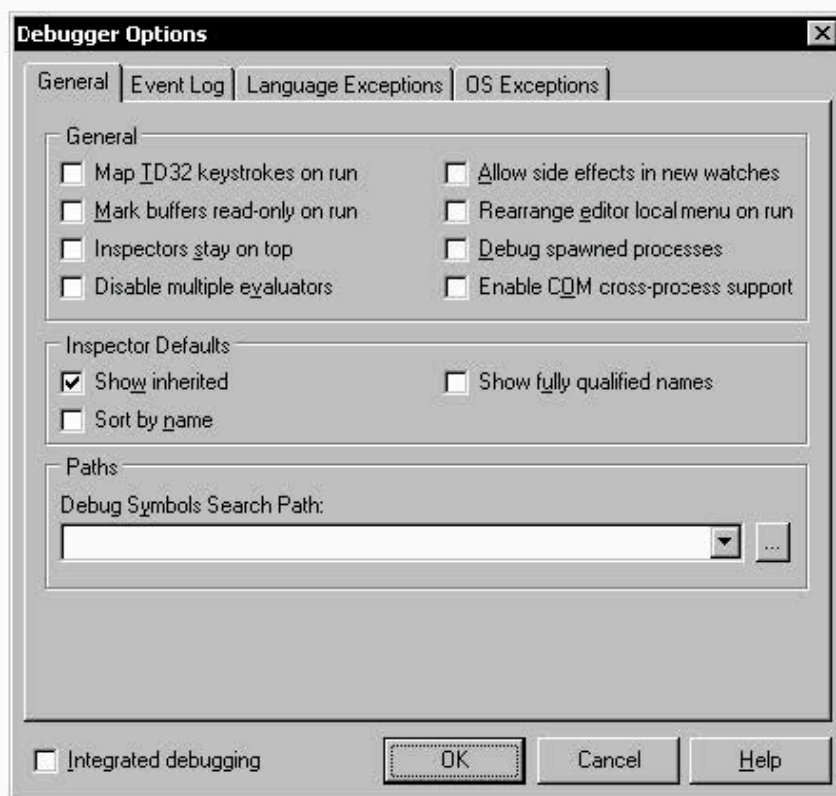 Debugger Options
General
Event Log
Language Exceptions
OS Exceptions
General
Map TD32 keystrokes on run
Mark buffers read-only on run
Inspectors stay on top
Disable multiple evaluators
Allow side effects in new watches
Rearrange editor local menu on run
Debug spawned processes
Enable COM cross-process support
Inspector Defaults
Show inherited
Sort by name
Show fully qualified names
Paths
Debug Symbols Search Path:
...
Integrated debugging
OK
Cancel
Help